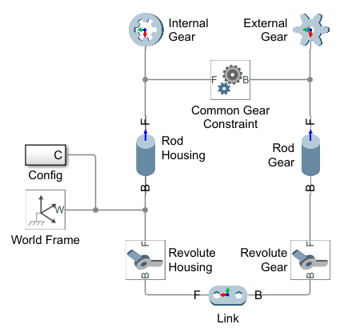 Internal
Gear
External
Gear
F
B
Common Gear
Constraint
F
F
Rod
Housing
Rod
Gear
B
B
C
Config
W
World Frame
F
B
Revolute
Housing
Revolute
Gear
F
B
F
B
Link